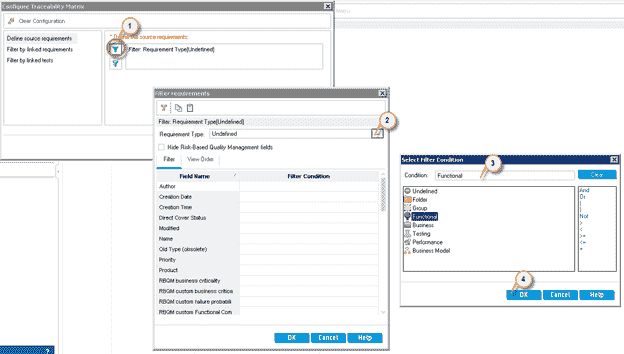 Configure Traceability Matrix
Clear Configuration
1
Define source requirements
Filter by linked requirements
Filter by linked tests
* Define the source requirements:
Filter: Requirement Type[Undefined]
Filter Requirements
Filter: Requirement Type[Undefined]
2
Requirement Type: Undefined
Hide Risk-Based Quality Management fields
Filter View Order
Field Name Filter Condition
Author
Creation Date
Creation Time
Direct Cover Status
Modified
Name
Old Type (obsolete)
Priority
Product
RBQM business criticality
RBQM custom business critica
RBQM custom failure probabili
RBQM custom Functional Com
OK Cancel Help
Select Filter Condition
3
Condition: Functional Clear
Undefined
Folder
Group
Functional
Business
Testing
Performance
Business Model
And
Or
(
)
Not
>
<
>=
<=
=
4
OK Cancel Help
?